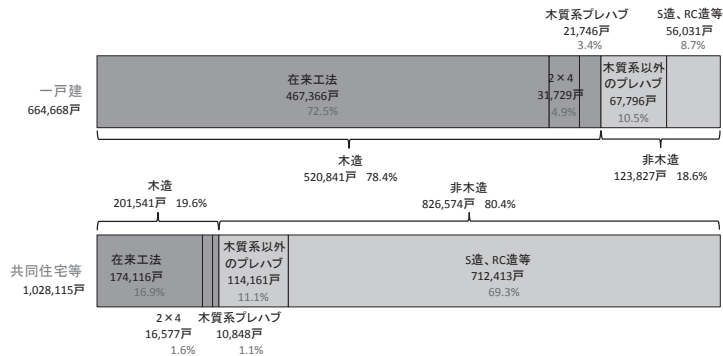 木質系プレハブ
21,746戸
3.4%
S造、RC造等
56,031戸
8.7%
一戸建
664,668戸
在来工法
467,366戸
72.5%
2×4
31,729戸
4.9%
木質系以外
のプレハブ
67,796戸
10.5%
木造
520,841戸 78.4%
非木造
123,827戸 18.6%
木造
201,541戸 19.6%
非木造
826,574戸 80.4%
共同住宅等
1,028,115戸
在来工法
174,116戸
16.9%
木質系以外
のプレハブ
114,161戸
11.1%
S造、RC造等
712,413戸
69.3%
2×4
16,577戸
1.6%
木質系プレハブ
10,848戸
1.1%